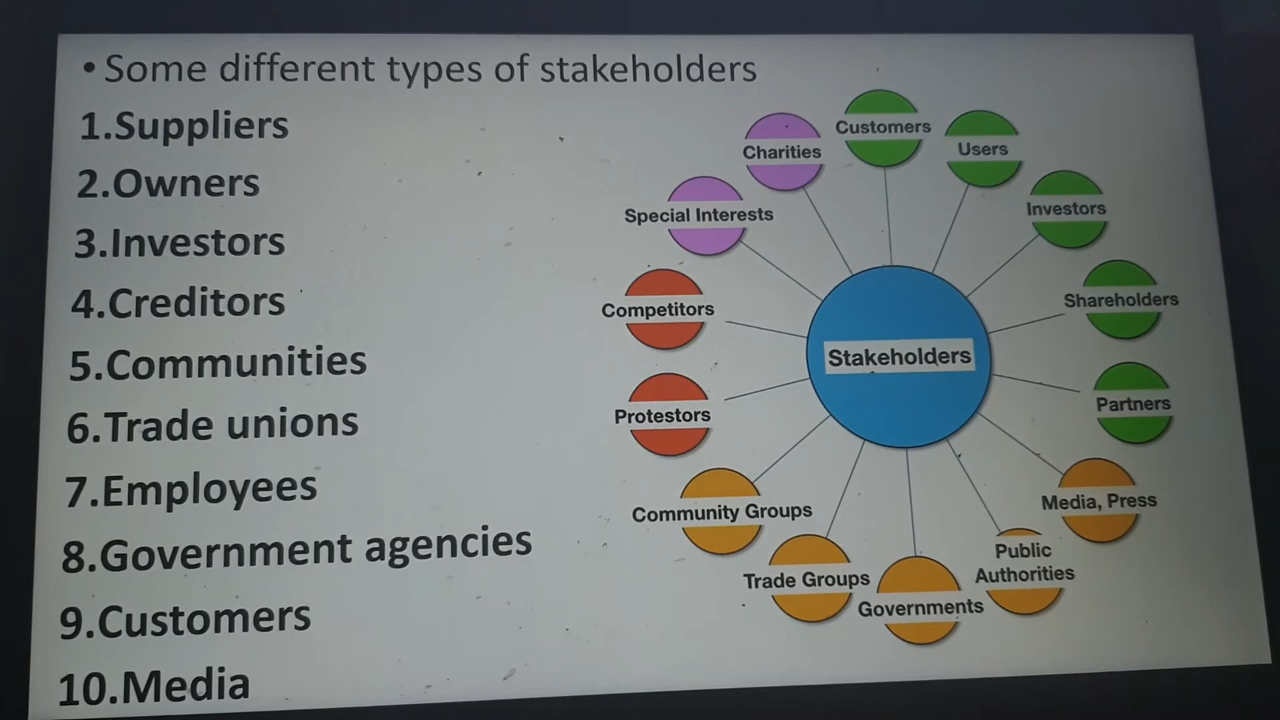 • Some different types of stakeholders
1.Suppliers
2.Owners
3.Investors
4.Creditors
5.Communities
6.Trade unions
7.Employees
8.Government agencies
9.Customers
10.Media
Customers
Users
Investors
Shareholders
Partners
Media, Press
Public
Authorities
Governments
Trade Groups
Community Groups
Protestors
Competitors
Special Interests
Charities
Stakeholders